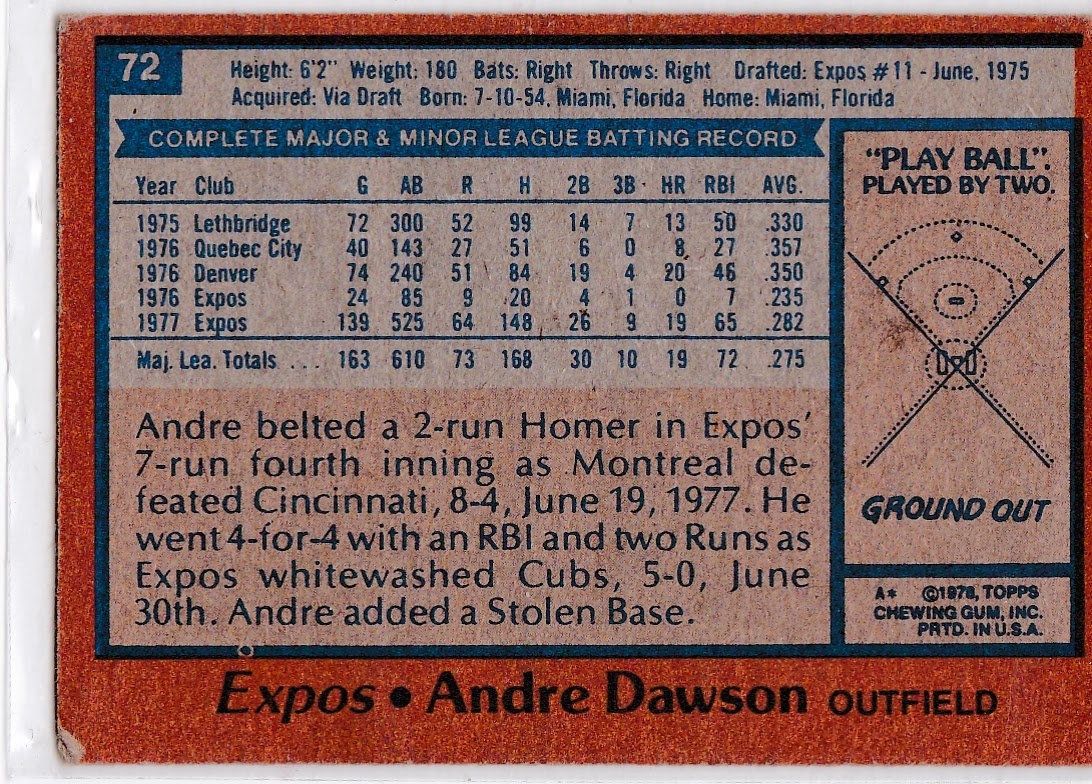 72
Height: 6'2" Weight: 180 Bats: Right Throws: Right Drafted: Expos #11 - June, 1975
Acquired: Via Draft Born: 7-10-54, Miami, Florida Home: Miami, Florida
COMPLETE MAJOR & MINOR LEAGUE BATTING RECORD
Year Club G AB R H 2B 3B HR RBI AVG.
1975 Lethbridge 72 300 52 99 14 7 13 50 .330
1976 Quebec City 40 143 27 51 6 0 8 27 .357
1976 Denver 74 240 51 84 19 4 20 46 .350
1976 Expos 24 85 9 20 4 1 0 7 .235
1977 Expos 139 525 64 148 26 9 19 65 .282
Maj. Lea. Totals ... 163 610 73 168 30 10 19 72 .275
Andre belted a 2-run Homer in Expos'
7-run fourth inning as Montreal de-
feated Cincinnati, 8-4, June 19, 1977. He
went 4-for-4 with an RBI and two Runs as
Expos whitewashed Cubs, 5-0, June
30th. Andre added a Stolen Base.
"PLAY BALL".
PLAYED BY TWO.
GROUND OUT
A* ©1978, TOPPS
CHEWING GUM, INC.
PRTD. IN U.S.A.
Expos • Andre Dawson OUTFIELD